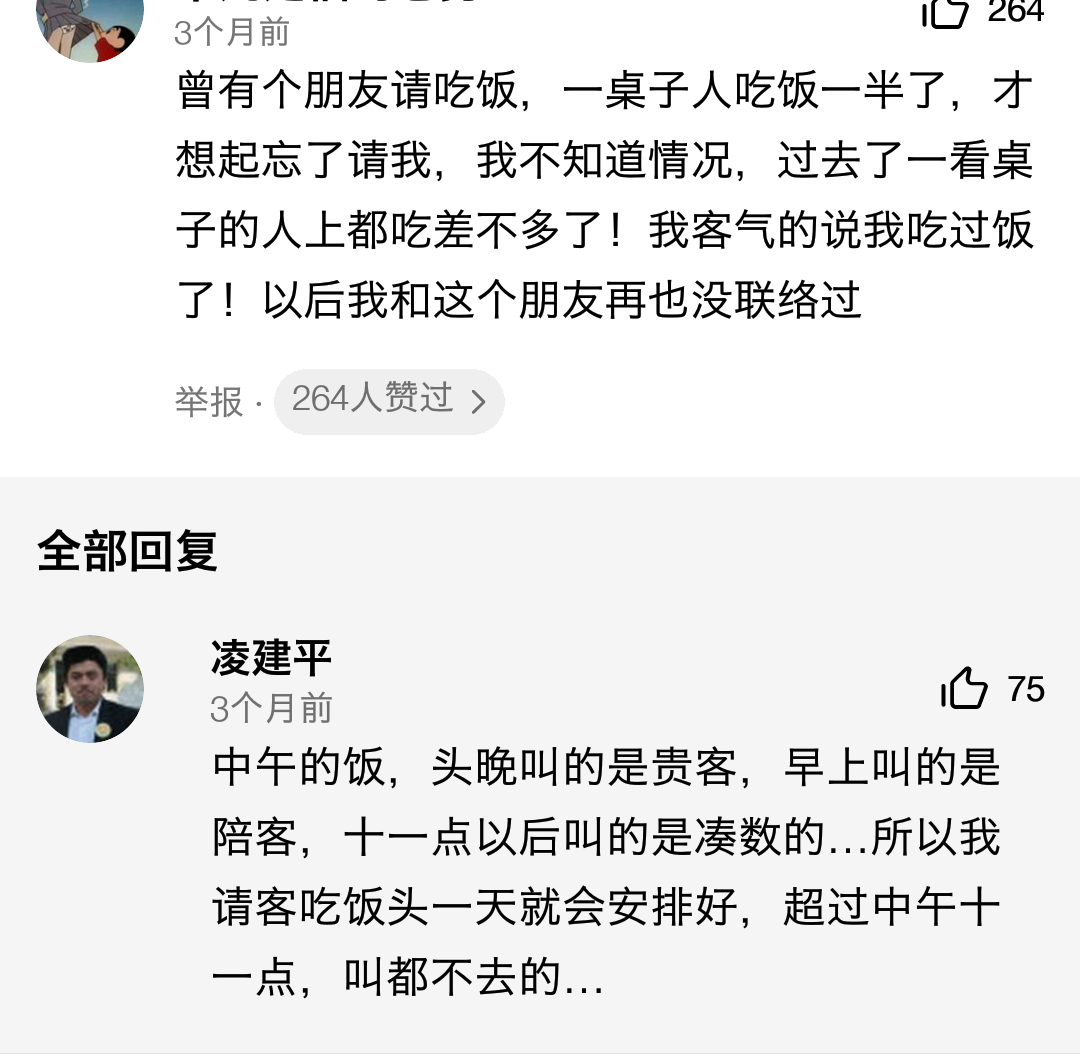 3个月前
264
曾有个朋友请吃饭，一桌子人吃饭一半了，才
想起忘了请我，我不知道情况，过去了一看桌
子的人上都吃差不多了！我客气的说我吃过饭
了！以后我和这个朋友再也没联络过
举报 · 264人赞过 >
全部回复
凌建平
3个月前
75
中午的饭，头晚叫的是贵客，早上叫的是
陪客，十一点以后叫的是凑数的...所以我
请客吃饭头一天就会安排好，超过中午十
一点，叫都不去的...